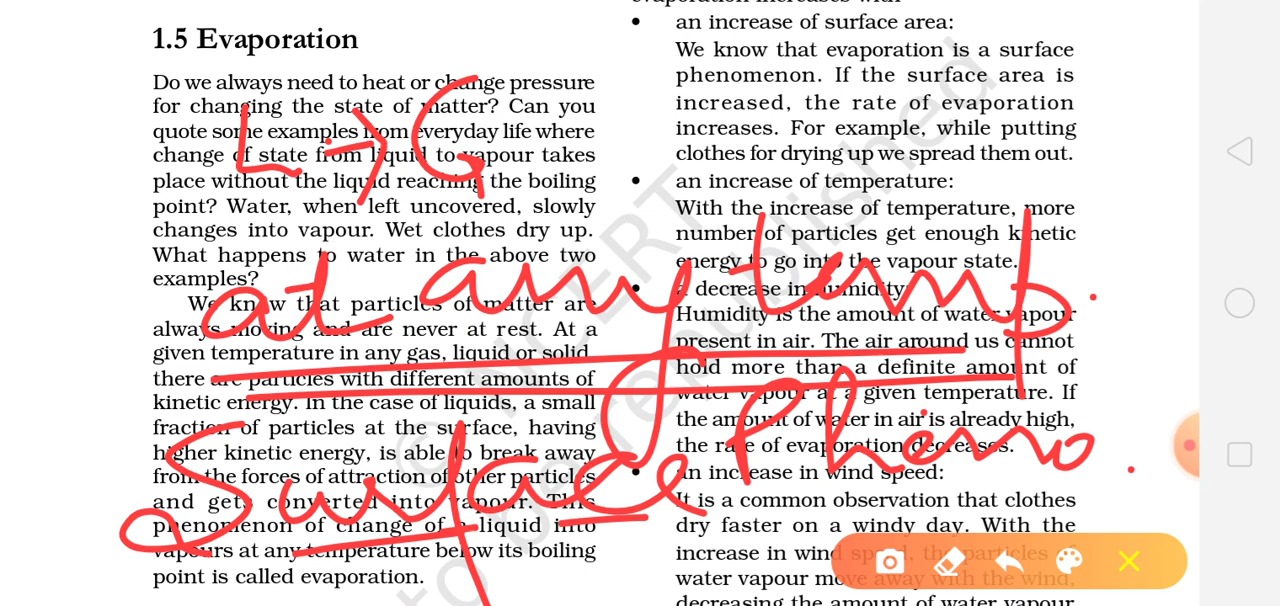 1.5 Evaporation
Do we always need to heat or change pressure
for changing the state of matter? Can you
quote some examples from everyday life where
change of state from liquid to vapour takes
place without the liquid reaching the boiling
point? Water, when left uncovered, slowly
changes into vapour. Wet clothes dry up.
What happens to water in the above two
examples?
We know that particles of matter are
always moving and are never at rest. At a
given temperature in any gas, liquid or solid,
there are particles with different amounts of
kinetic energy. In the case of liquids, a small
fraction of particles at the surface, having
higher kinetic energy, is able to break away
from the forces of attraction of other particles
and gets converted into vapour. This
phenomenon of change of a liquid into
vapours at any temperature below its boiling
point is called evaporation.
evaporation increases with
• an increase of surface area:
We know that evaporation is a surface
phenomenon. If the surface area is
increased, the rate of evaporation
increases. For example, while putting
clothes for drying up we spread them out.
• an increase of temperature:
With the increase of temperature, more
number of particles get enough kinetic
energy to go into the vapour state.
• a decrease in humidity:
Humidity is the amount of water vapour
present in air. The air around us cannot
hold more than a definite amount of
water vapour at a given temperature. If
the amount of water in air is already high,
the rate of evaporation decreases.
• an increase in wind speed:
It is a common observation that clothes
dry faster on a windy day. With the
increase in wind speed, the particles of
water vapour move away with the wind,
decreasing the amount of water vapour
L → G
at any temp.
Surface Pheno.
© NCERT
to be republished